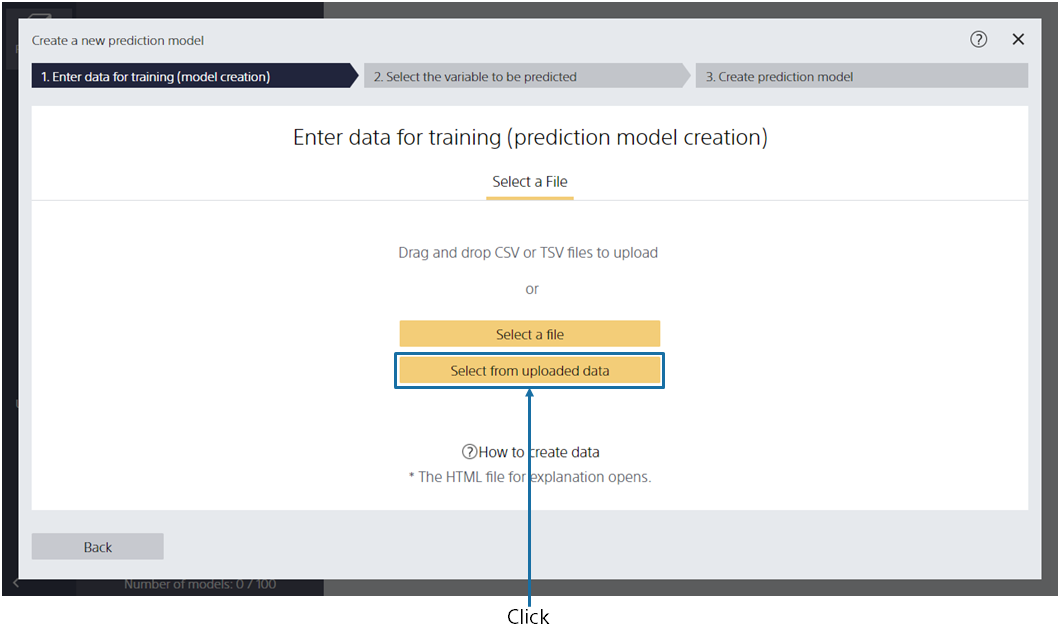 Create a new prediction model
1. Enter data for training (model creation)
2. Select the variable to be predicted
3. Create prediction model
Enter data for training (prediction model creation)
Select a File
Drag and drop CSV or TSV files to upload
or
Select a file
Select from uploaded data
?How to create data
* The HTML file for explanation opens.
Back
Number of models: 0 / 100
Click